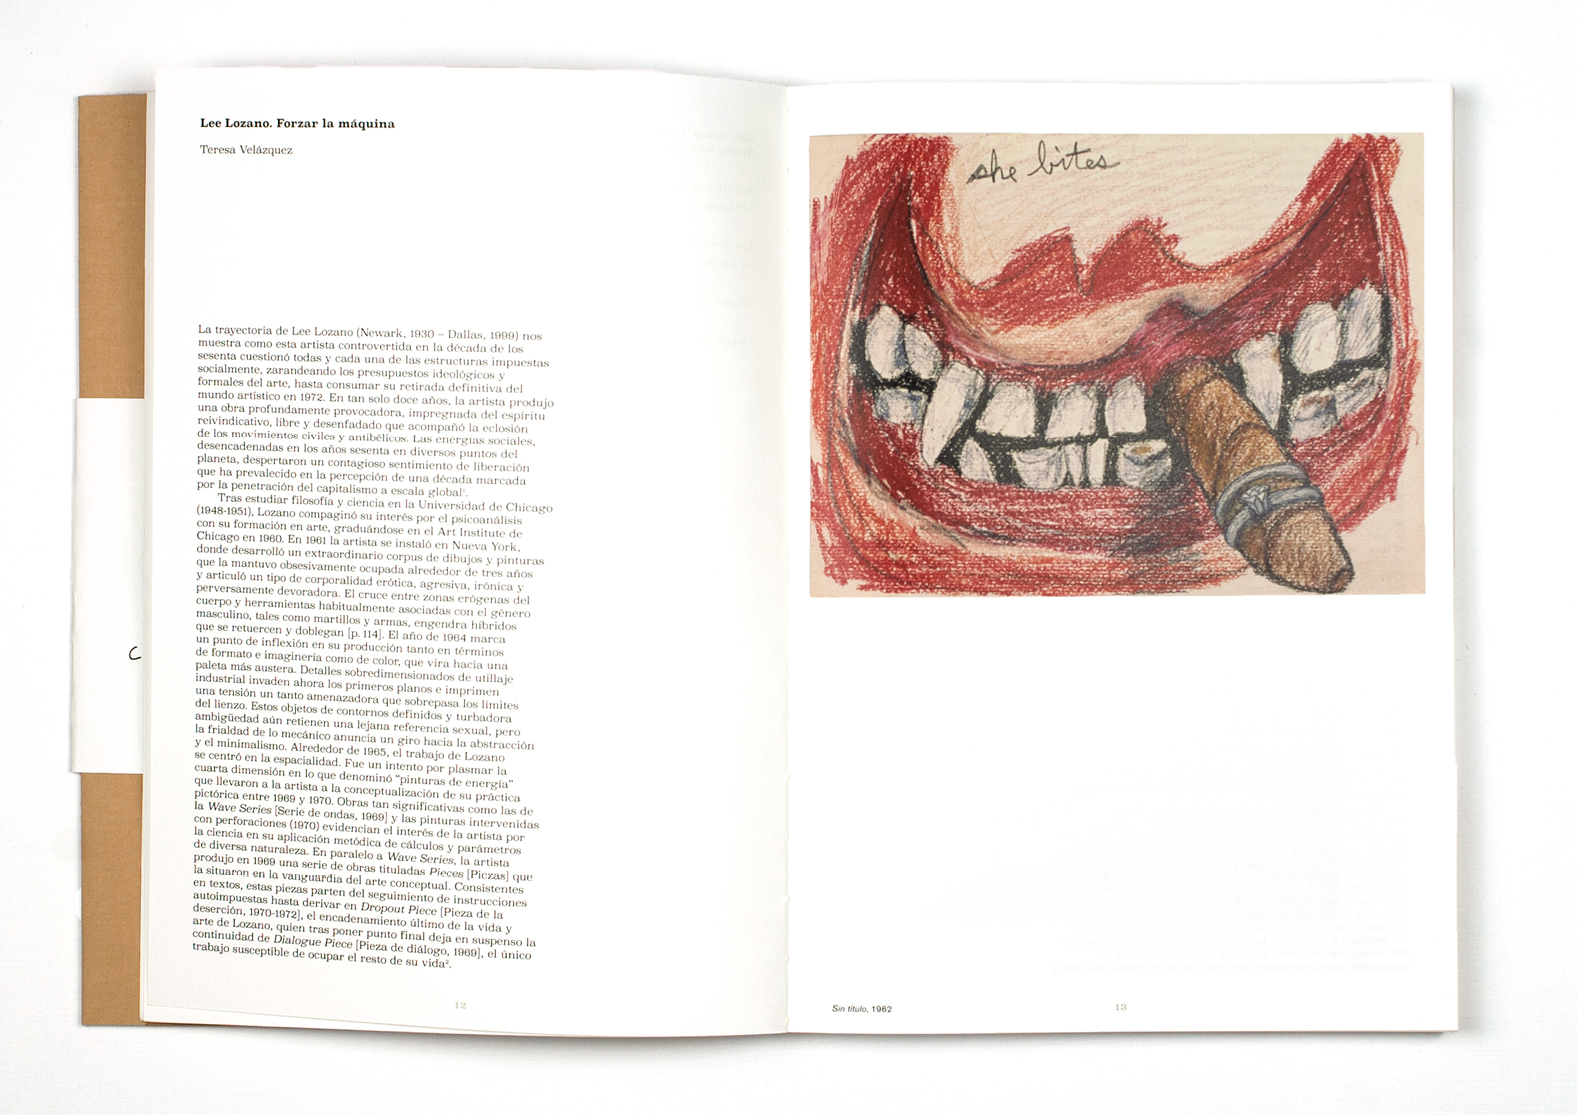 Lee Lozano. Forzar la máquina
Teresa Velázquez
La trayectoria de Lee Lozano (Newark, 1930 – Dallas, 1999) nos
muestra como esta artista controvertida en la década de los
sesenta cuestionó todas y cada una de las estructuras impuestas
socialmente, zarandeando los presupuestos ideológicos y
formales del arte, hasta consumar su retirada definitiva del
mundo artístico en 1972. En tan solo doce años, la artista produjo
una obra profundamente provocadora, impregnada del espíritu
reivindicativo, libre y desenfadado que acompañó la eclosión
de los movimientos civiles y antibélicos. Las energías sociales,
desencadenadas en los años sesenta en diversos puntos del
planeta, despertaron un contagioso sentimiento de liberación
que ha prevalecido en la percepción de una década marcada
por la penetración del capitalismo a escala global¹.
Tras estudiar filosofía y ciencia en la Universidad de Chicago
(1948-1951), Lozano compaginó su interés por el psicoanálisis
con su formación en arte, graduándose en el Art Institute de
Chicago en 1960. En 1961 la artista se instaló en Nueva York,
donde desarrolló un extraordinario corpus de dibujos y pinturas
que la mantuvo obsesivamente ocupada alrededor de tres años
y articuló un tipo de corporalidad erótica, agresiva, irónica y
perversamente devoradora. El cruce entre zonas erógenas del
cuerpo y herramientas habitualmente asociadas con el género
masculino, tales como martillos y armas, engendra híbridos
que se retuercen y doblegan [p. 114]. El año de 1964 marca
un punto de inflexión en su producción tanto en términos
de formato e imaginería como de color, que vira hacia una
paleta más austera. Detalles sobredimensionados de utillaje
industrial invaden ahora los primeros planos e imprimen
una tensión un tanto amenazadora que sobrepasa los límites
del lienzo. Estos objetos de contornos definidos y turbadora
ambigüedad aún retienen una lejana referencia sexual, pero
la frialdad de lo mecánico anuncia un giro hacia la abstracción
y el minimalismo. Alrededor de 1965, el trabajo de Lozano
se centró en la espacialidad. Fue un intento por plasmar la
cuarta dimensión en lo que denominó "pinturas de energía"
que llevaron a la artista a la conceptualización de su práctica
pictórica entre 1969 y 1970. Obras tan significativas como las de
la Wave Series [Serie de ondas, 1969] y las pinturas intervenidas
con perforaciones (1970) evidencian el interés de la artista por
la ciencia en su aplicación metódica de cálculos y parámetros
de diversa naturaleza. En paralelo a Wave Series, la artista
produjo en 1969 una serie de obras tituladas Pieces [Piezas] que
la situaron en la vanguardia del arte conceptual. Consistentes
en textos, estas piezas parten del seguimiento de instrucciones
autoimpuestas hasta derivar en Dropout Piece [Pieza de la
deserción, 1970-1972], el encadenamiento último de la vida y
arte de Lozano, quien tras poner punto final deja en suspenso la
continuidad de Dialogue Piece [Pieza de diálogo, 1969], el único
trabajo susceptible de ocupar el resto de su vida².
12
she bites
Sin título, 1962
13